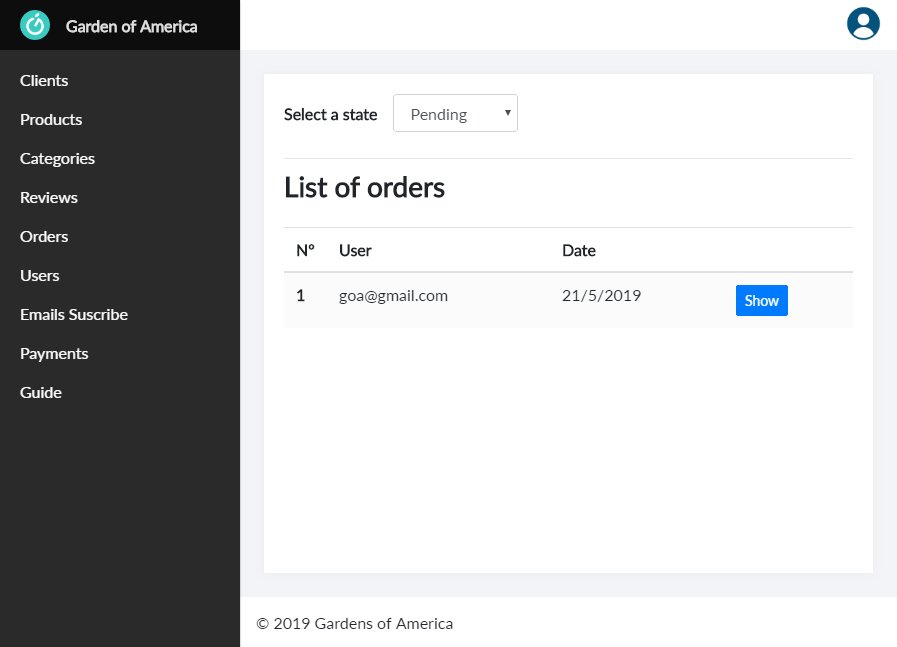 Garden of America
Clients
Products
Categories
Reviews
Orders
Users
Emails Suscribe
Payments
Guide
Select a state Pending
List of orders
Nº User Date
1 goa@gmail.com 21/5/2019 Show
© 2019 Gardens of America